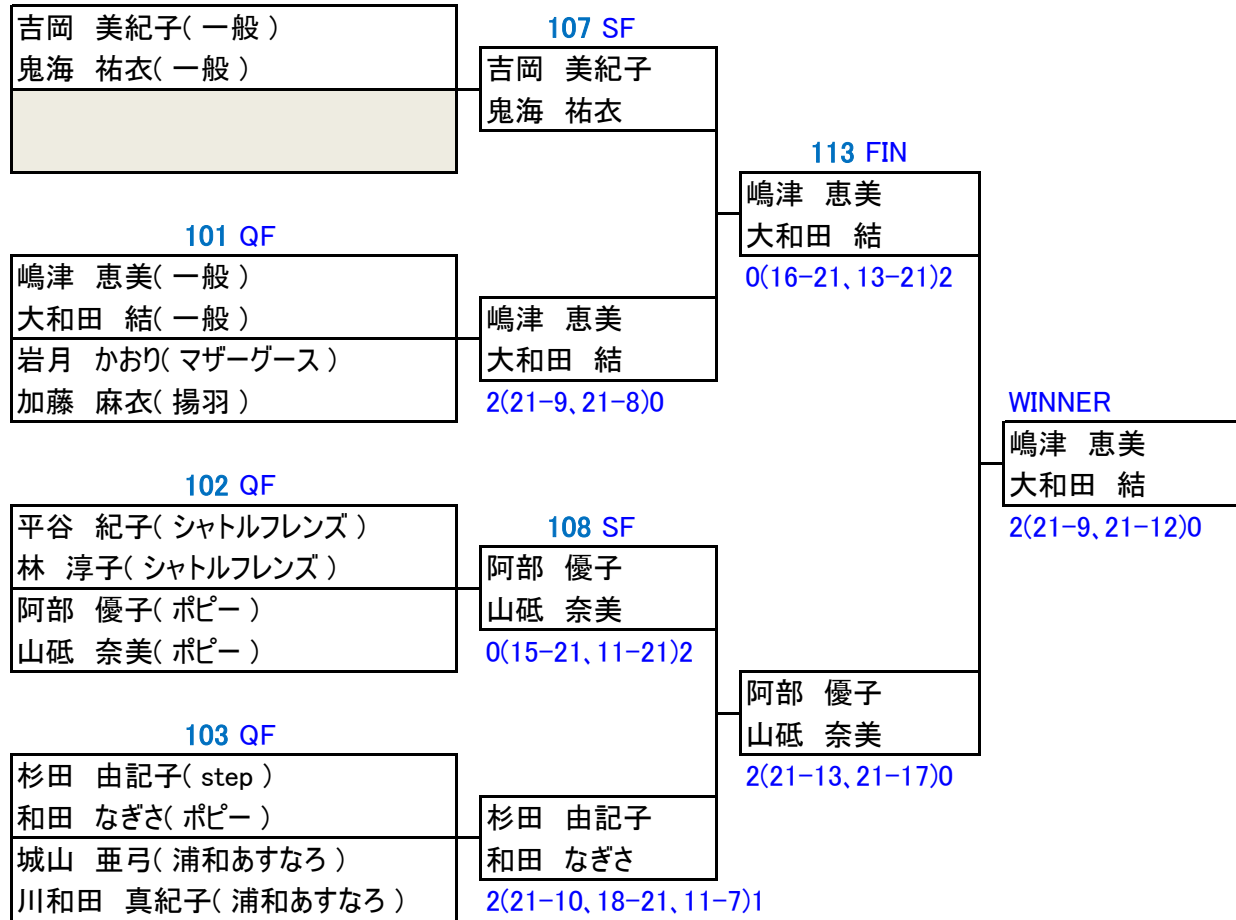 吉岡 美紀子( 一般 )
鬼海 祐衣( 一般 )
107 SF
吉岡 美紀子
鬼海 祐衣
101 QF
嶋津 恵美( 一般 )
大和田 結( 一般 )
岩月 かおり( マザーグース )
加藤 麻衣( 揚羽 )
嶋津 恵美
大和田 結
2(21-9、21-8)0
113 FIN
嶋津 恵美
大和田 結
0(16-21、13-21)2
102 QF
平谷 紀子( シャトルフレンズ )
林 淳子( シャトルフレンズ )
阿部 優子( ポピー )
山砥 奈美( ポピー )
108 SF
阿部 優子
山砥 奈美
0(15-21、11-21)2
103 QF
杉田 由記子( step )
和田 なぎさ( ポピー )
城山 亜弓( 浦和あすなろ )
川和田 真紀子( 浦和あすなろ )
杉田 由記子
和田 なぎさ
2(21-10、18-21、11-7)1
阿部 優子
山砥 奈美
2(21-13、21-17)0
WINNER
嶋津 恵美
大和田 結
2(21-9、21-12)0